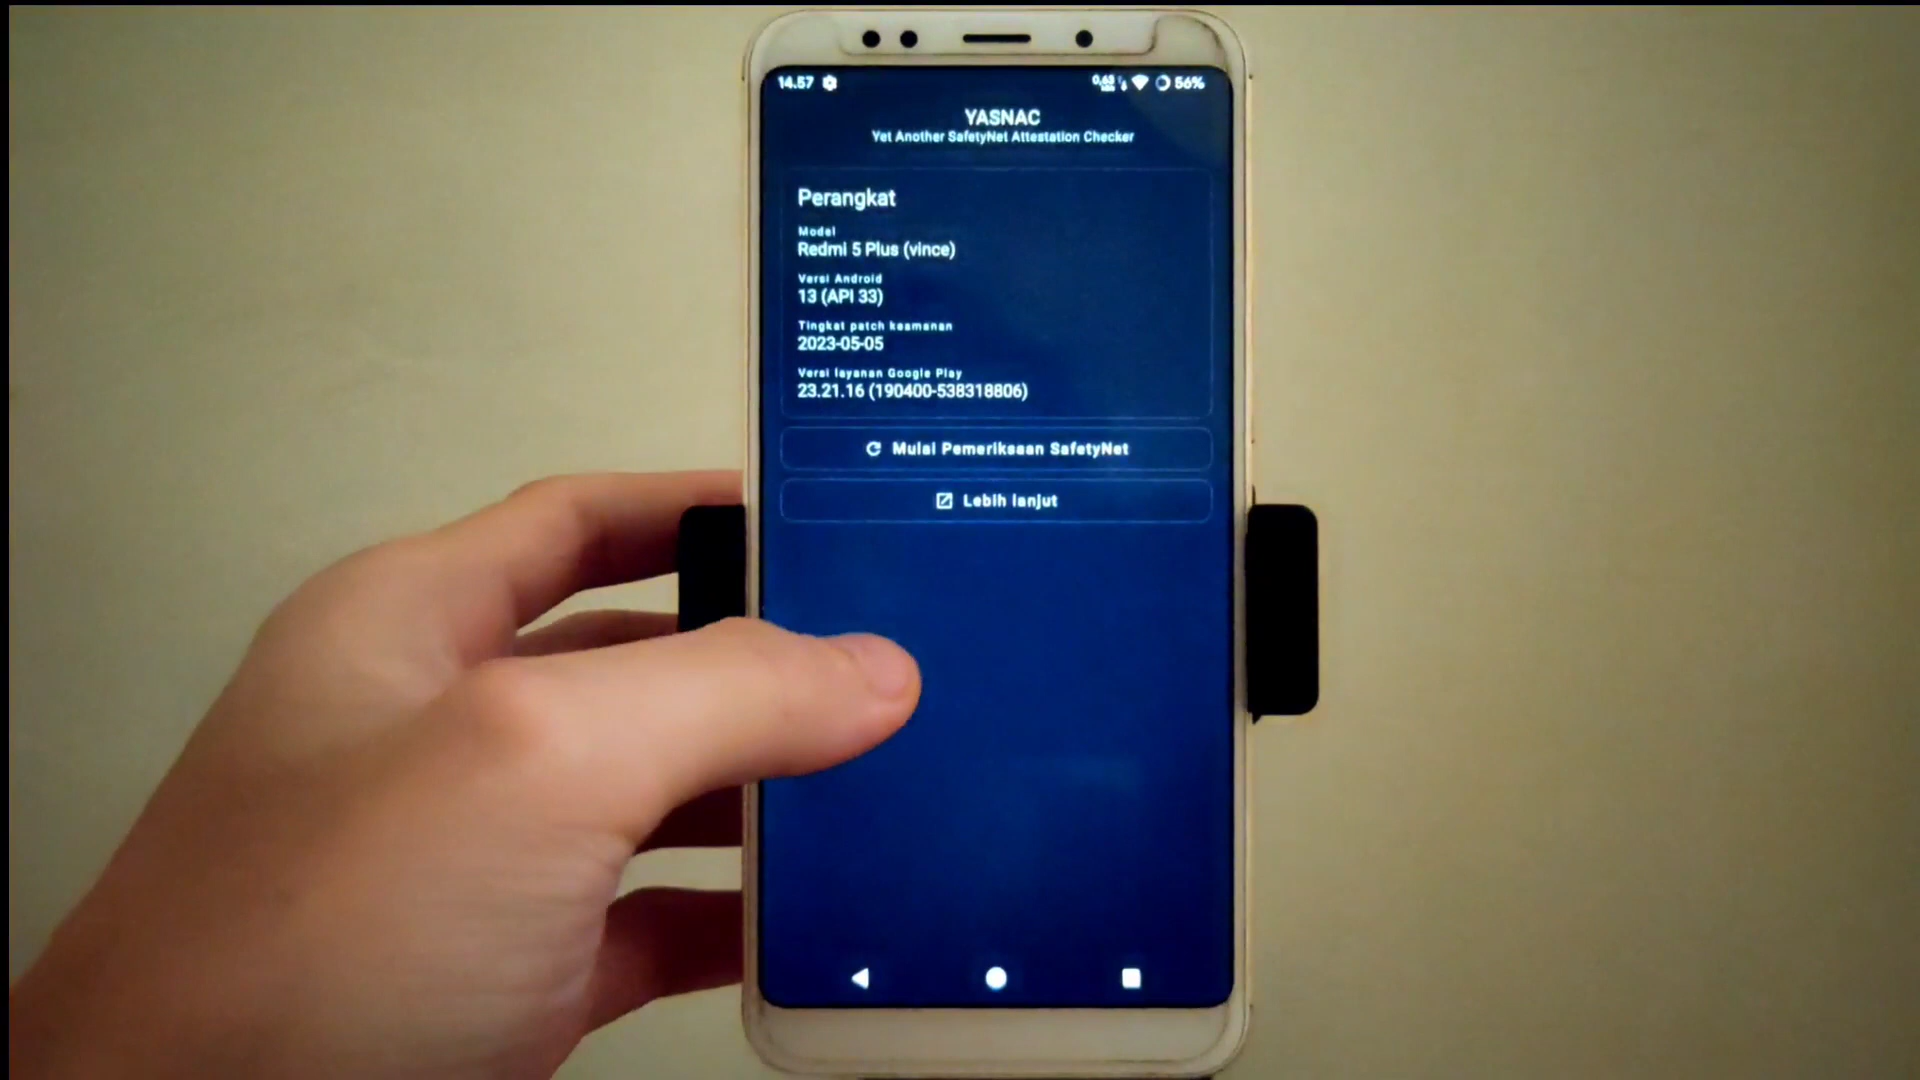 14.57 56%
YASNAC
Yet Another SafetyNet Attestation Checker
Perangkat
Model
Redmi 5 Plus (vince)
Versi Android
13 (API 33)
Tingkat patch keamanan
2023-05-05
Versi layanan Google Play
23.21.16 (190400-538318806)
Mulai Pemeriksaan SafetyNet
Lebih lanjut